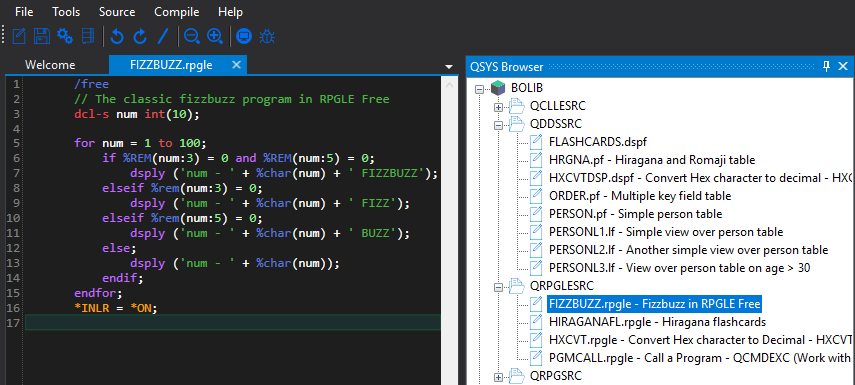 File Tools Source Compile Help
Welcome FIZZBUZZ.rpgle ×
1 /free
2 // The classic fizzbuzz program in RPGLE Free
3 dcl-s num int(10);
4
5 for num = 1 to 100;
6 if %REM(num:3) = 0 and %REM(num:5) = 0;
7 dsply ('num - ' + %char(num) + ' FIZZBUZZ');
8 elseif %rem(num:3) = 0;
9 dsply ('num - ' + %char(num) + ' FIZZ');
10 elseif %rem(num:5) = 0;
11 dsply ('num - ' + %char(num) + ' BUZZ');
12 else;
13 dsply ('num - ' + %char(num));
14 endif;
15 endfor;
16 *INLR = *ON;
17
QSYS Browser
BOLIB
QCLLESRC
QDDSSRC
FLASHCARDS.dspf
HRGNA.pf - Hiragana and Romaji table
HXCVTDSP.dspf - Convert Hex character to decimal - HX
ORDER.pf - Multiple key field table
PERSON.pf - Simple person table
PERSONL1.lf - Simple view over person table
PERSONL2.lf - Another simple view over person table
PERSONL3.lf - View over person table on age > 30
QRPGLESRC
FIZZBUZZ.rpgle - Fizzbuzz in RPGLE Free
HIRAGANAFL.rpgle - Hiragana flashcards
HXCVT.rpgle - Convert Hex character to Decimal - HXCVT
PGMCALL.rpgle - Call a Program - QCMDEXC (Work with
QRPGSRC